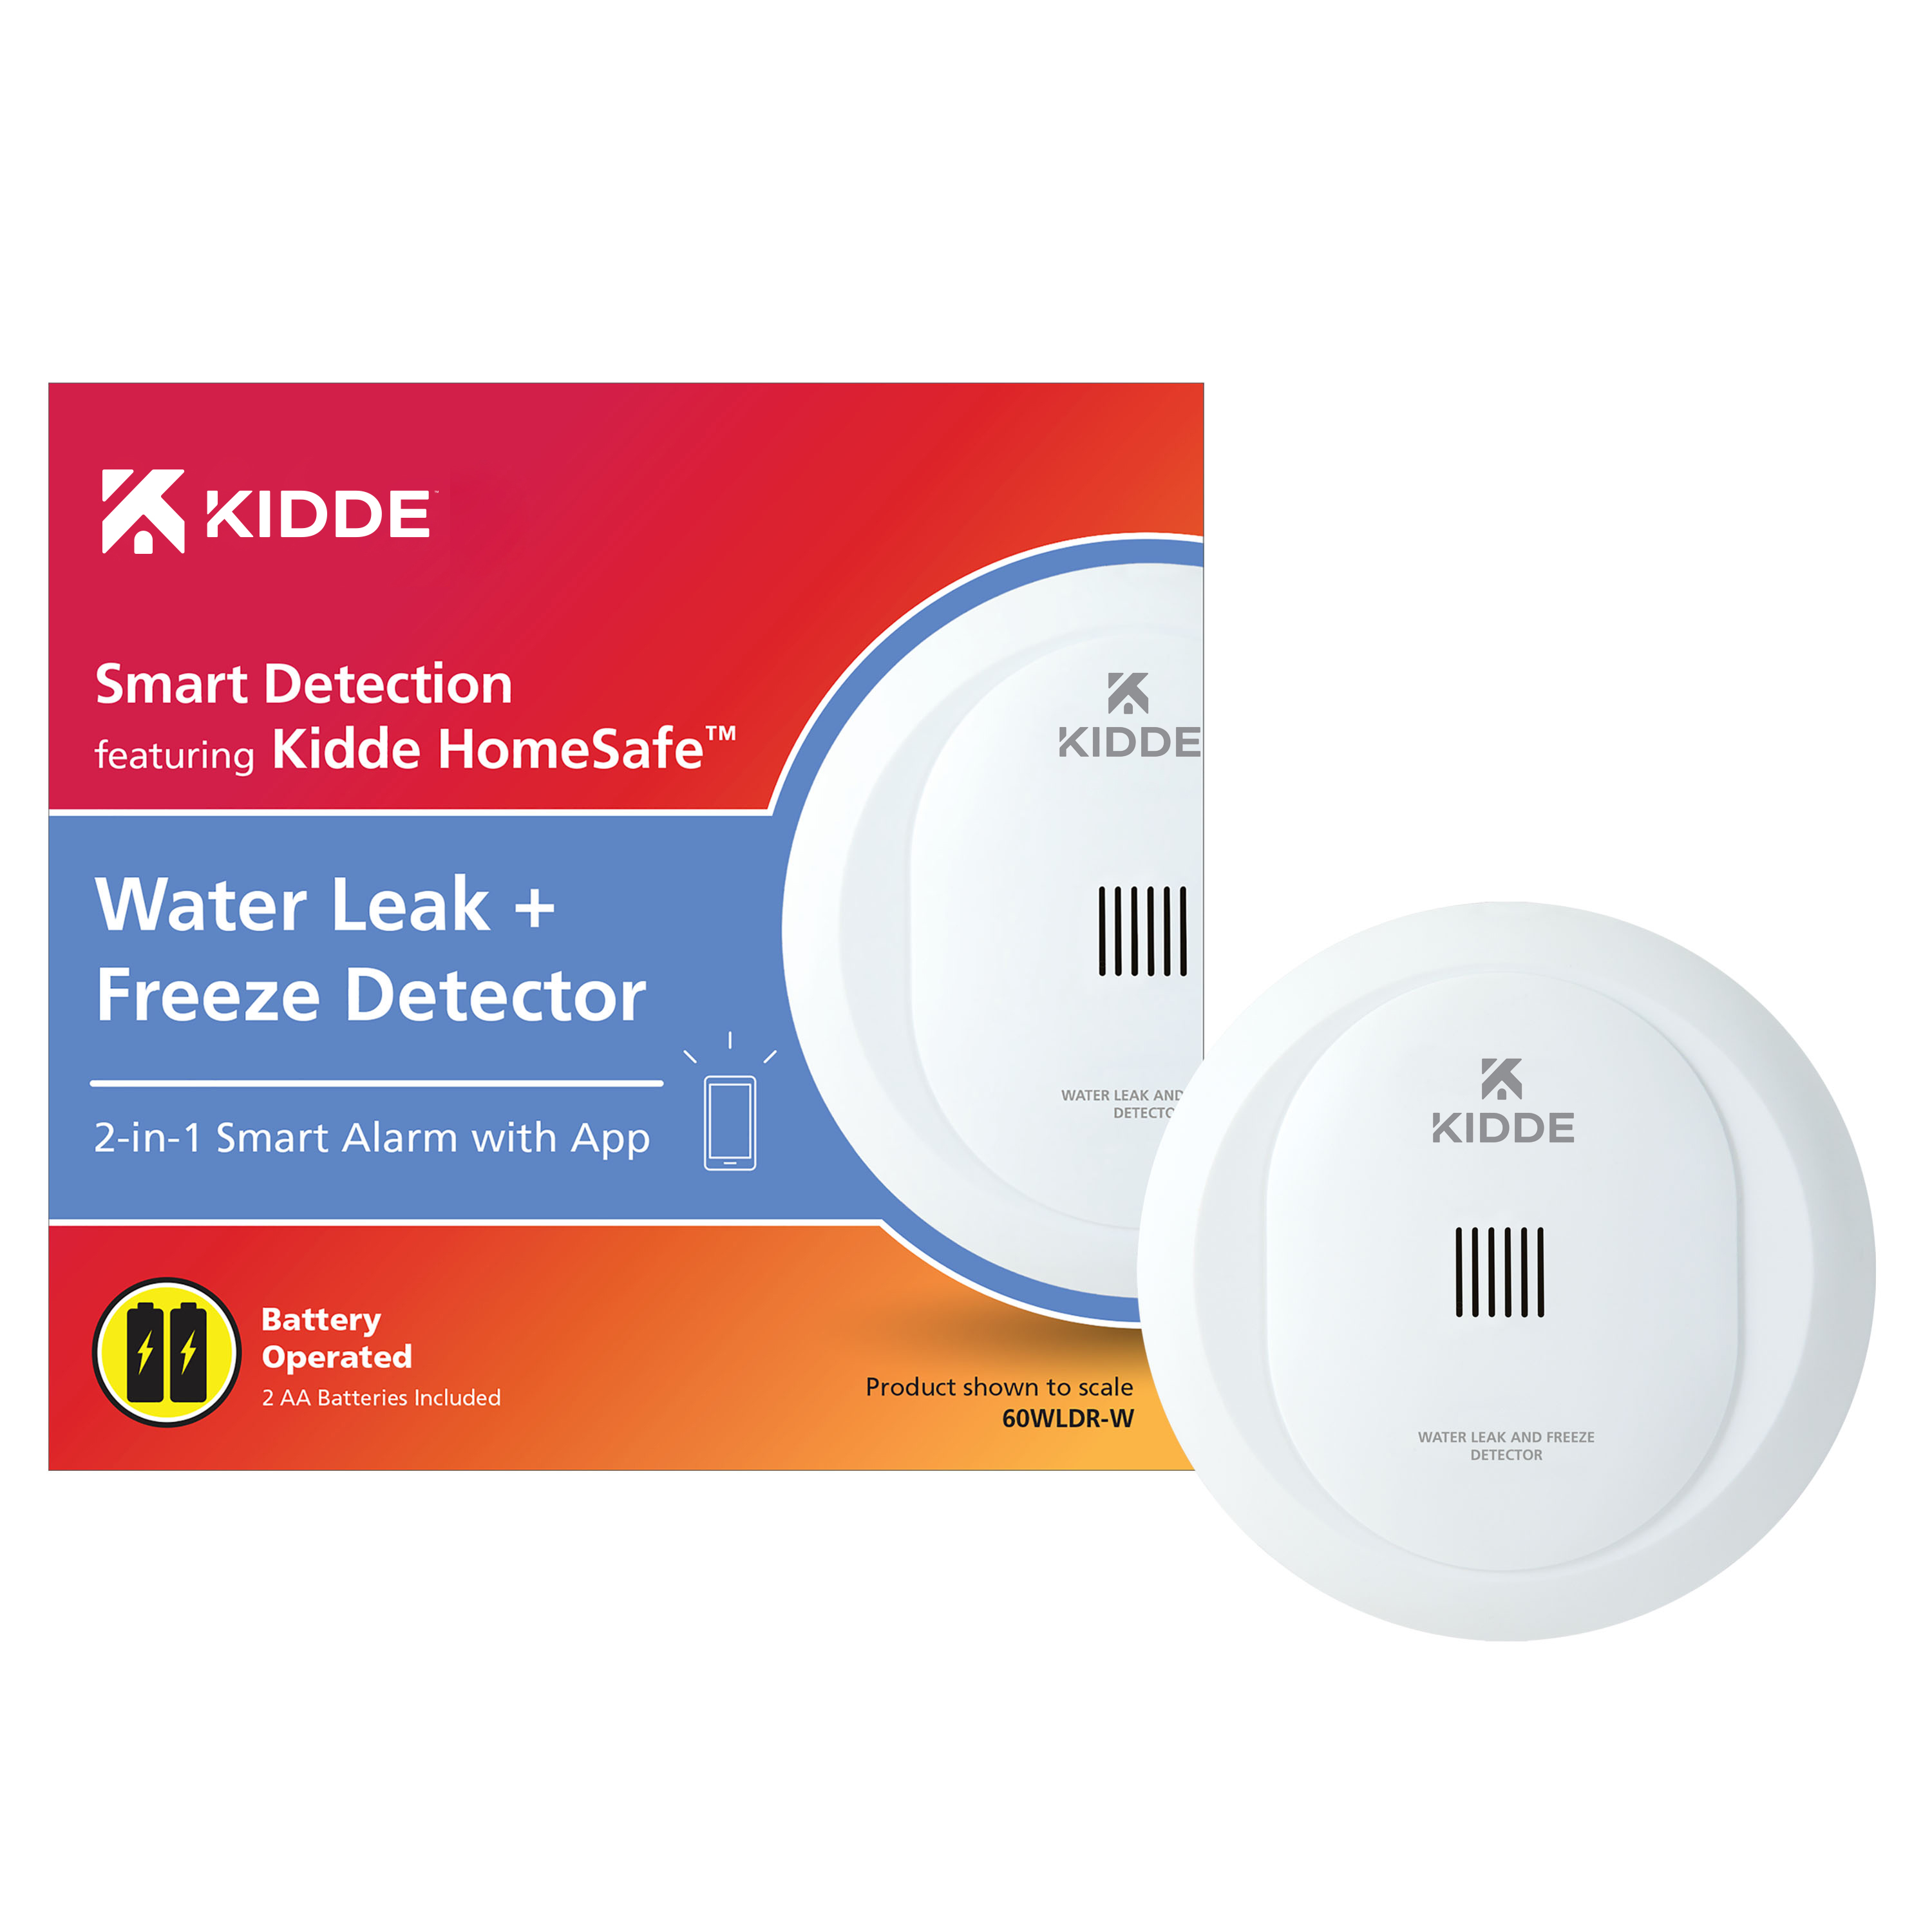 KIDDE
Smart Detection
featuring Kidde HomeSafe™
Water Leak +
Freeze Detector
2-in-1 Smart Alarm with App
Battery
Operated
2 AA Batteries Included
KIDDE
WATER LEAK AND
Product shown to scale
60WLDR-W
KIDDE
WATER LEAK AND FREEZE
DETECTOR